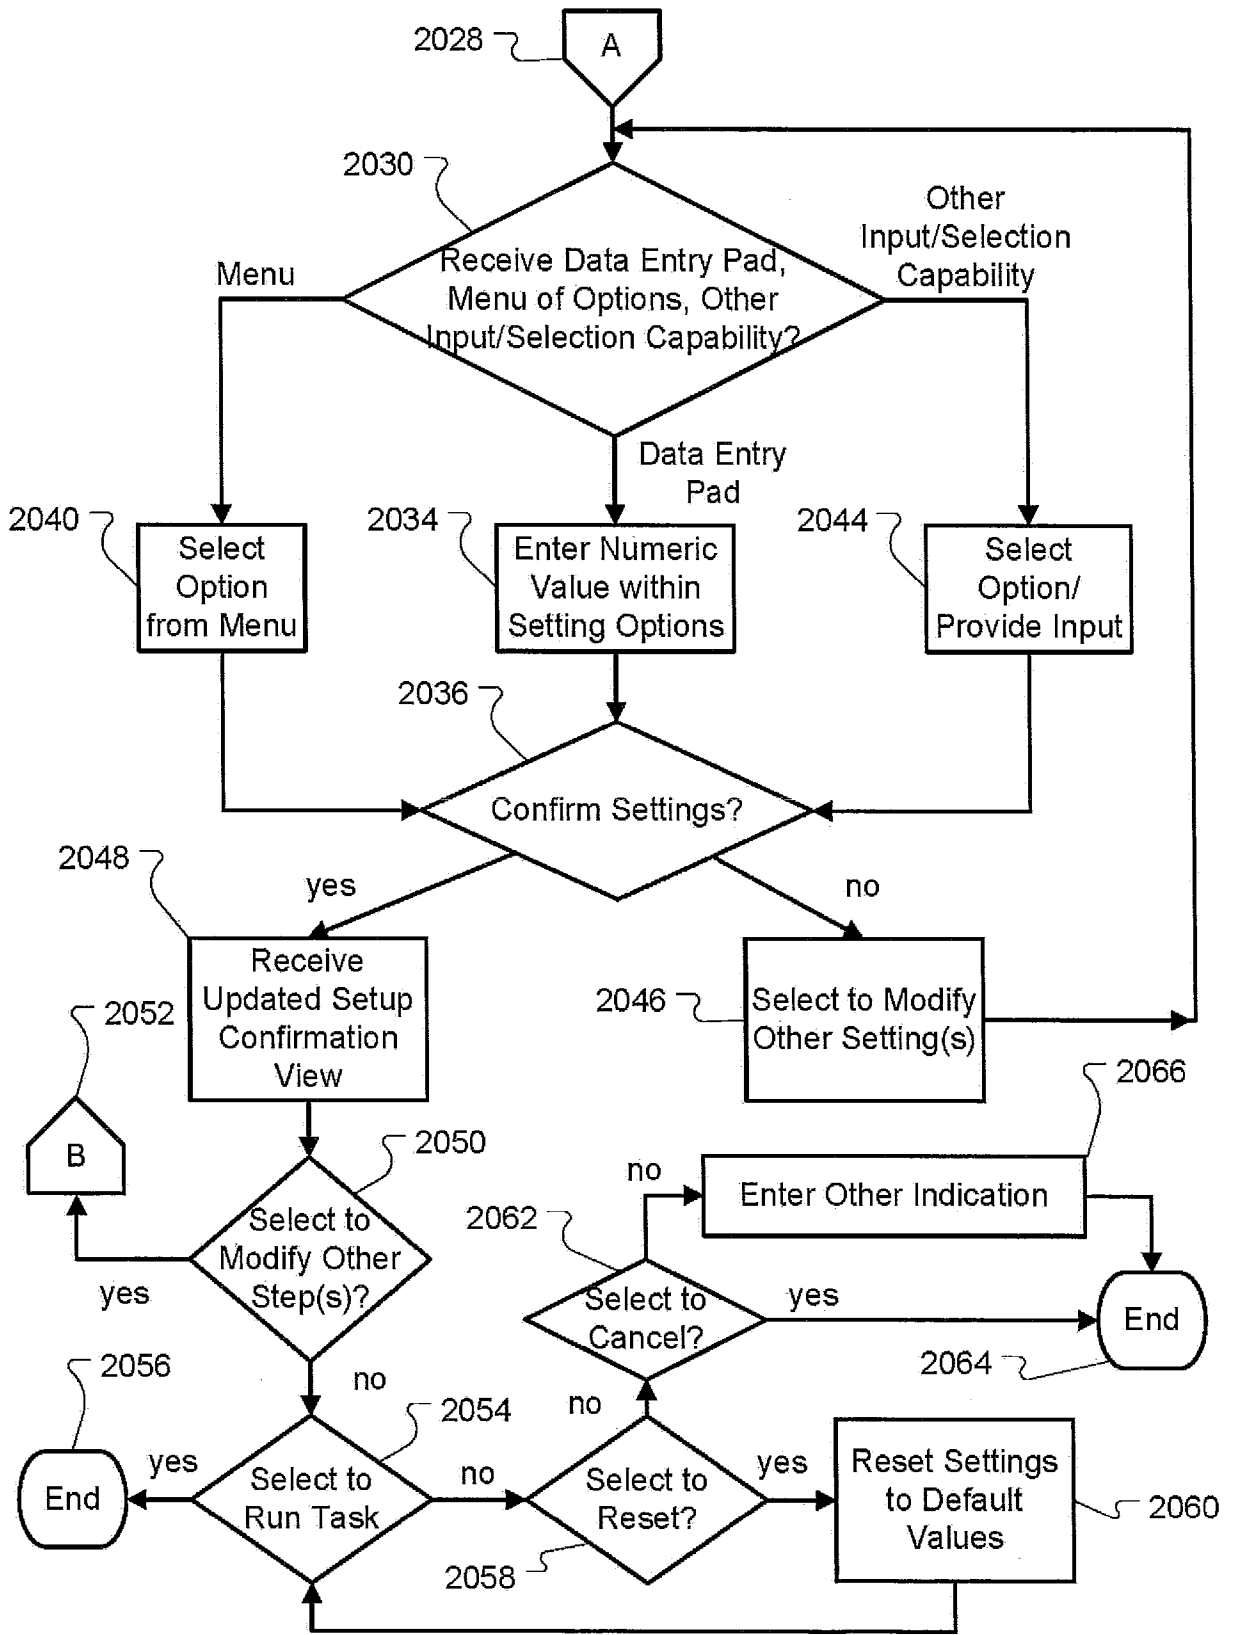 2028
A
2030
Other
Input/Selection
Capability
Menu
Receive Data Entry Pad,
Menu of Options, Other
Input/Selection Capability?
Data Entry
Pad
2040
Select
Option
from Menu
2034
Enter Numeric
Value within
Setting Options
2044
Select
Option/
Provide Input
2036
Confirm Settings?
2048
yes
no
Receive
Updated Setup
Confirmation
View
2046
Select to Modify
Other Setting(s)
2052
B
2050
Select to
Modify Other
Step(s)?
yes
no
2066
no
Enter Other Indication
2062
Select to
Cancel?
yes
End
2064
2056
End
yes
2054
Select to
Run Task
no
no
Select to
Reset?
2058
yes
Reset Settings
to Default
Values
2060